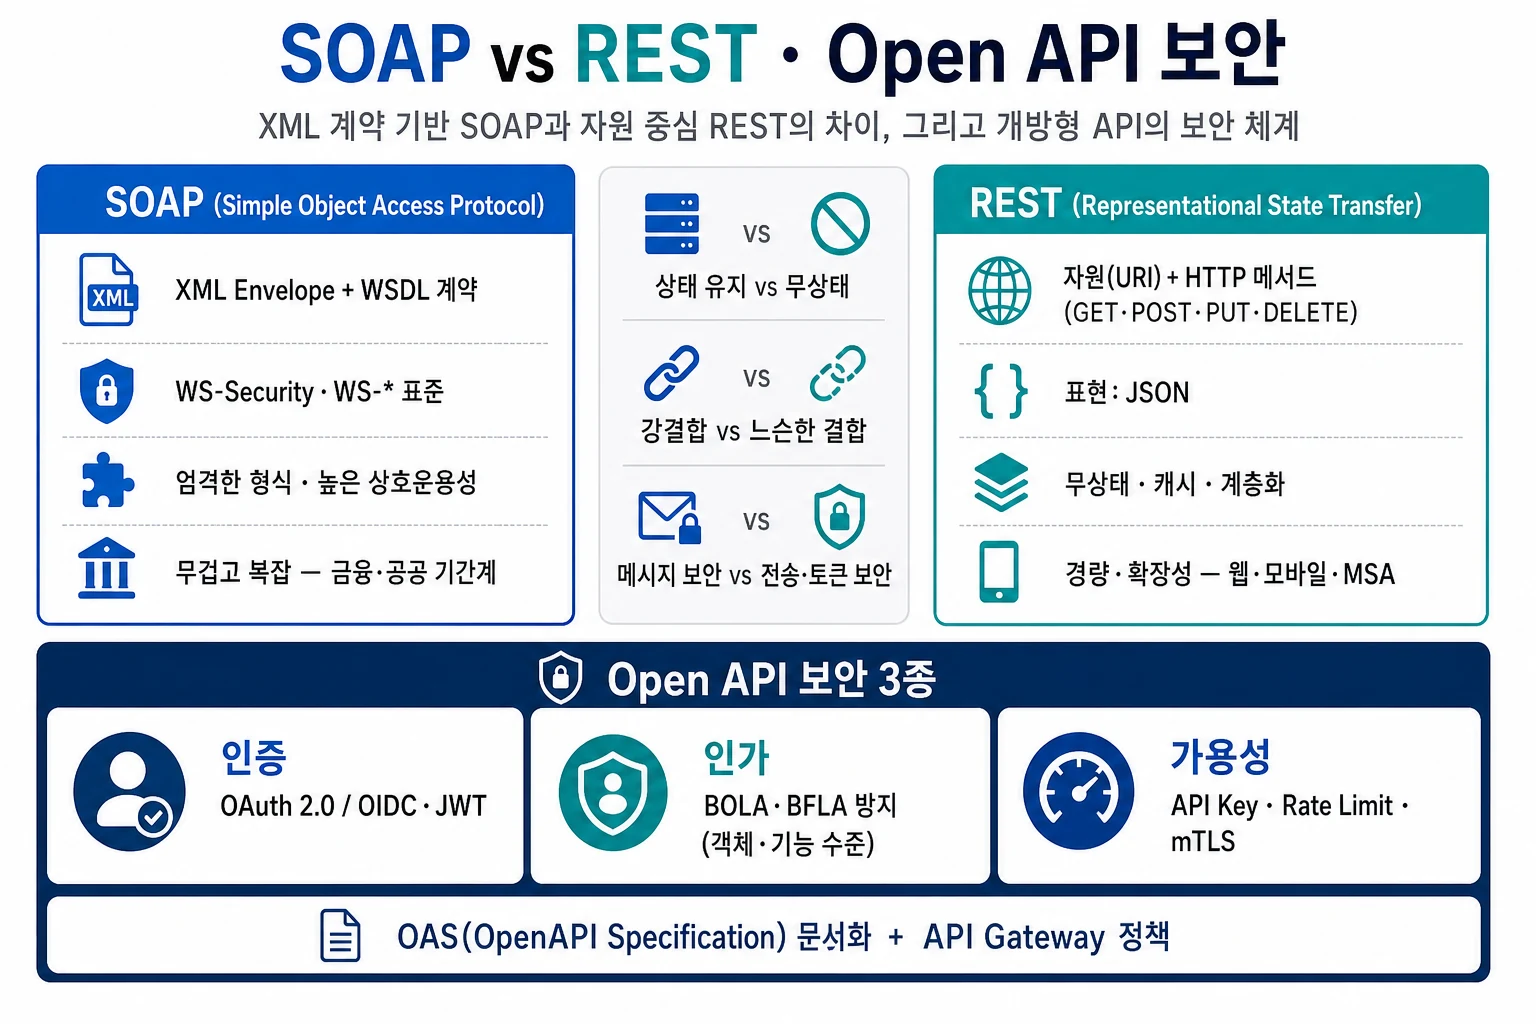 SOAP vs REST · Open API 보안
XML 계약 기반 SOAP과 자원 중심 REST의 차이, 그리고 개방형 API의 보안 체계
SOAP (Simple Object Access Protocol)
XML
XML Envelope + WSDL 계약
WS-Security · WS-* 표준
엄격한 형식 · 높은 상호운용성
무겁고 복잡 — 금융·공공 기간계
VS
상태 유지 vs 무상태
VS
강결합 vs 느슨한 결합
VS
메시지 보안 vs 전송·토큰 보안
REST (Representational State Transfer)
자원(URI) + HTTP 메서드
(GET·POST·PUT·DELETE)
표현: JSON
무상태 · 캐시 · 계층화
경량·확장성 — 웹·모바일·MSA
Open API 보안 3종
인증
OAuth 2.0 / OIDC · JWT
인가
BOLA · BFLA 방지
(객체·기능 수준)
가용성
API Key · Rate Limit ·
mTLS
OAS(OpenAPI Specification) 문서화 + API Gateway 정책